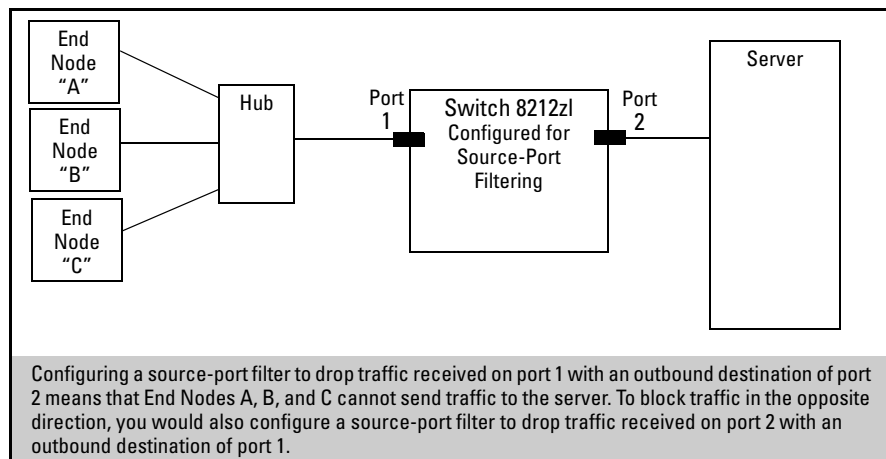 End
Node
“A”
End
Node
“B”
End
Node
“C”
Hub
Port
1
Switch 8212zl
Configured for
Source-Port
Filtering
Port
2
Server
Configuring a source-port filter to drop traffic received on port 1 with an outbound destination of port
2 means that End Nodes A, B, and C cannot send traffic to the server. To block traffic in the opposite
direction, you would also configure a source-port filter to drop traffic received on port 2 with an
outbound destination of port 1.